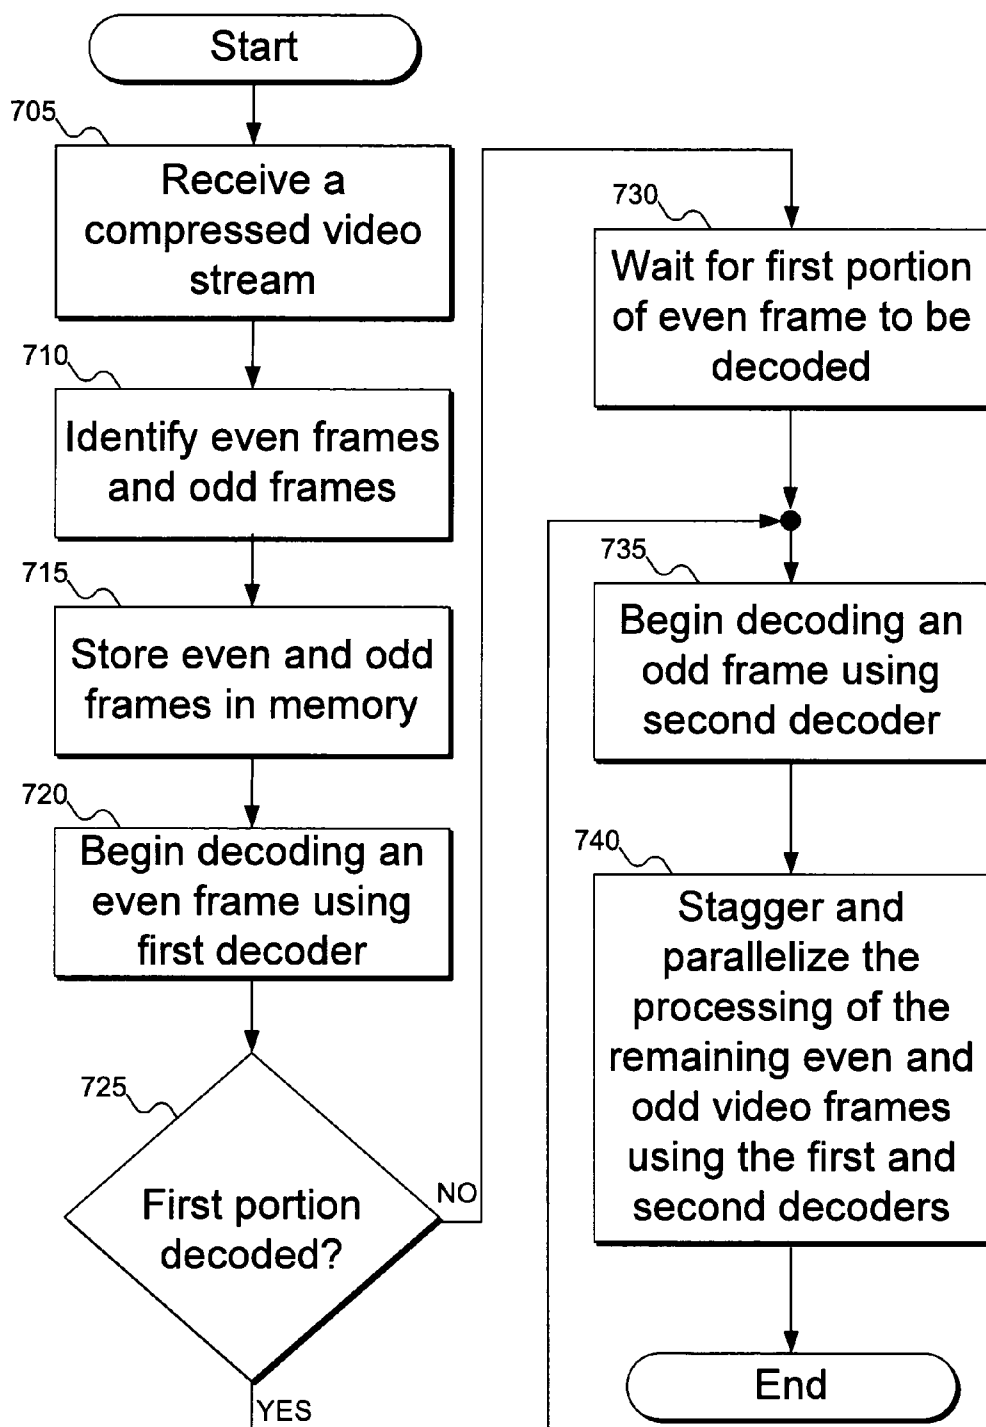 Start
705
Receive a
compressed video
stream
710
Identify even frames
and odd frames
715
Store even and odd
frames in memory
720
Begin decoding an
even frame using
first decoder
725
First portion
decoded?
NO
YES
730
Wait for first portion
of even frame to be
decoded
735
Begin decoding an
odd frame using
second decoder
740
Stagger and
parallelize the
processing of the
remaining even and
odd video frames
using the first and
second decoders
End